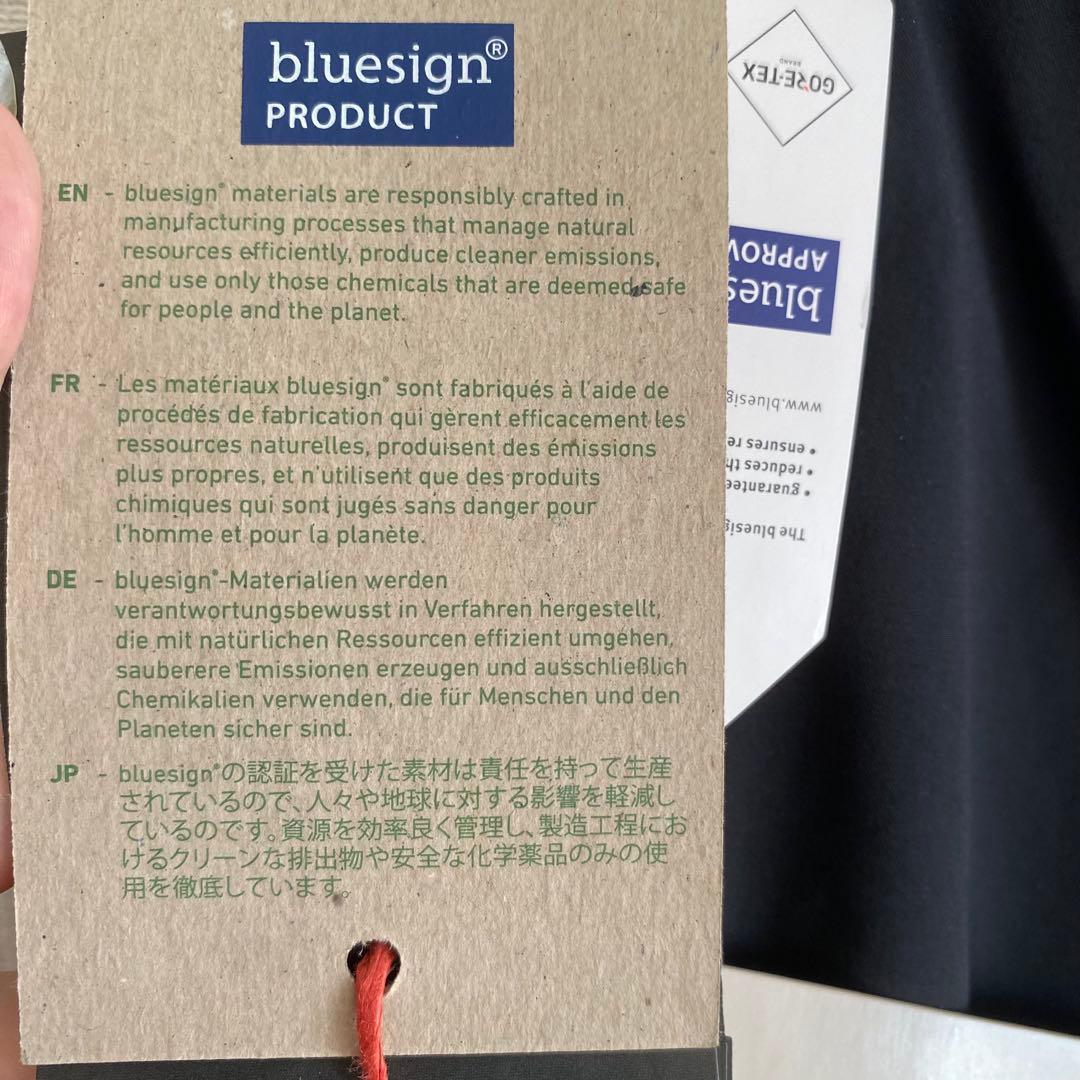 bluesign®
PRODUCT
EN - bluesign® materials are responsibly crafted in
manufacturing processes that manage natural
resources efficiently, produce cleaner emissions,
and use only those chemicals that are deemed safe
for people and the planet.
FR - Les matériaux bluesign® sont fabriqués à l'aide de
procédés de fabrication qui gèrent efficacement les
ressources naturelles, produisent des émissions
plus propres, et n'utilisent que des produits
chimiques qui sont jugés sans danger pour
l'homme et pour la planète.
DE - bluesign®-Materialien werden
verantwortungsbewusst in Verfahren hergestellt,
die mit natürlichen Ressourcen effizient umgehen,
sauberere Emissionen erzeugen und ausschließlich
Chemikalien verwenden, die für Menschen und den
Planeten sicher sind.
JP - bluesign®の認証を受けた素材は責任を持って生産
されているので、人々や地球に対する影響を軽減し
ているのです。資源を効率良く管理し、製造工程にお
けるクリーンな排出物や安全な化学薬品のみの使
用を徹底しています。
The bluesig
• guarantee
• reduces th
• ensures re
www.bluesig
blues
APPROV
GORE-TEX
BRAND